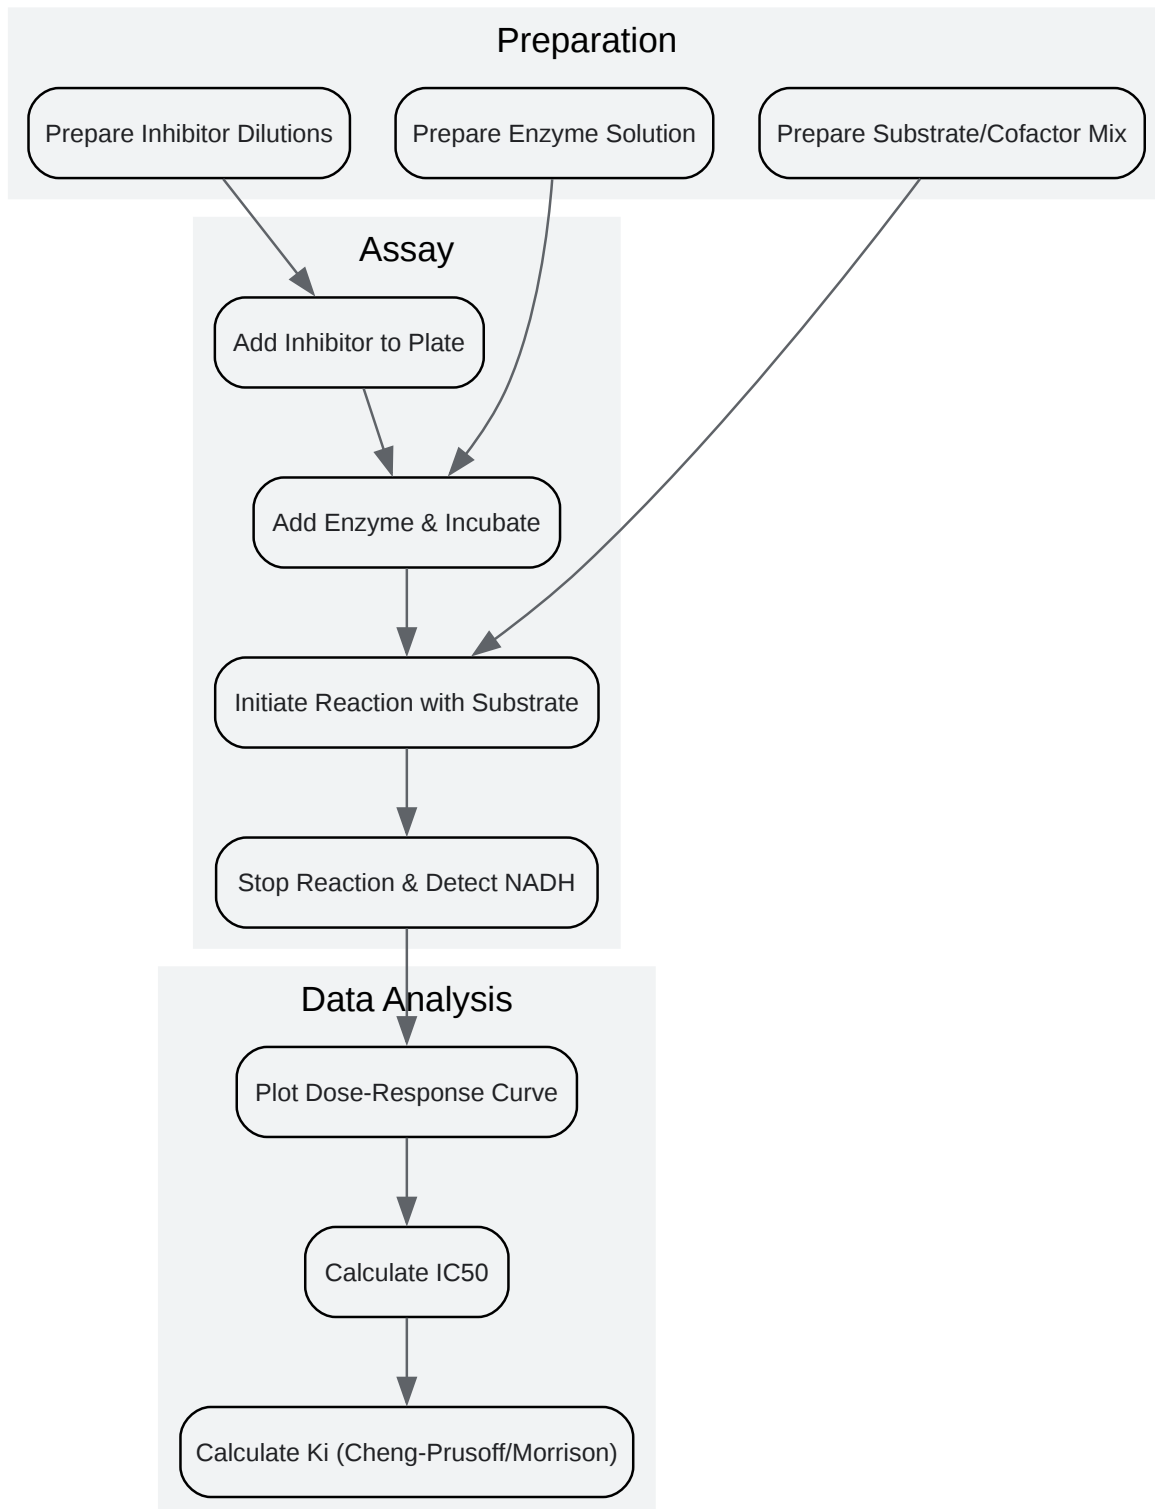 Preparation
Prepare Inhibitor Dilutions
Prepare Enzyme Solution
Prepare Substrate/Cofactor Mix
Assay
Add Inhibitor to Plate
Add Enzyme & Incubate
Initiate Reaction with Substrate
Stop Reaction & Detect NADH
Data Analysis
Plot Dose-Response Curve
Calculate IC50
Calculate Ki (Cheng-Prusoff/Morrison)